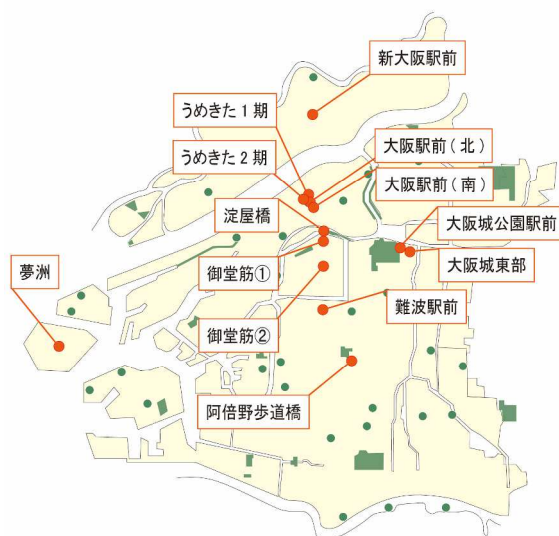 新大阪駅前
うめきた1期
大阪駅前(北)
うめきた2期
大阪駅前(南)
淀屋橋
大阪城公園駅前
大阪城東部
御堂筋①
夢洲
難波駅前
御堂筋②
阿倍野歩道橋